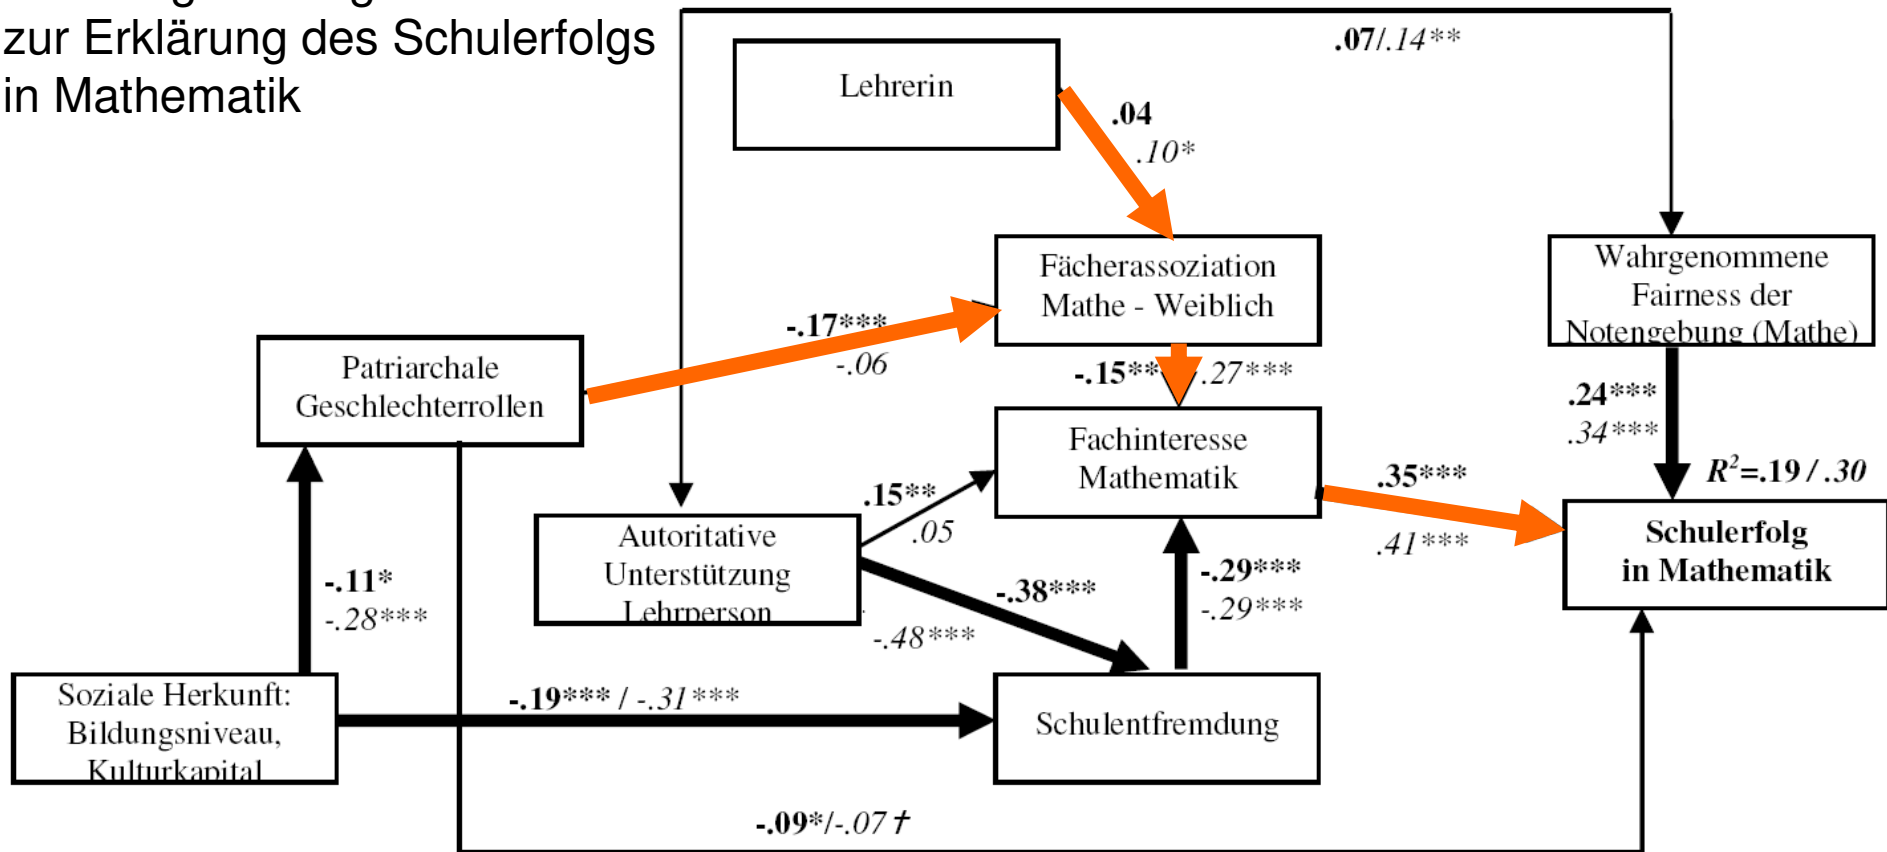 zur Erklärung des Schulerfolgs
in Mathematik
.07/.14**
Lehrerin
.04
.10*
Fächerassoziation
Mathe - Weiblich
Wahrgenommene
Fairness der
Notengebung (Mathe)
-.17***
-.06
Patriarchale
Geschlechterrollen
-.15**
.27***
.24***
.34***
Fachinteresse
Mathematik
.35***
.41***
R²=.19 / .30
.15**
.05
Autoritative
Unterstützung
Lehrperson
Schulerfolg
in Mathematik
-.11*
-.28***
-.38***
-.48***
-.29***
-.29***
Soziale Herkunft:
Bildungsniveau,
Kulturkapital
-.19*** / -.31***
Schulentfremdung
-.09*/-.07 †